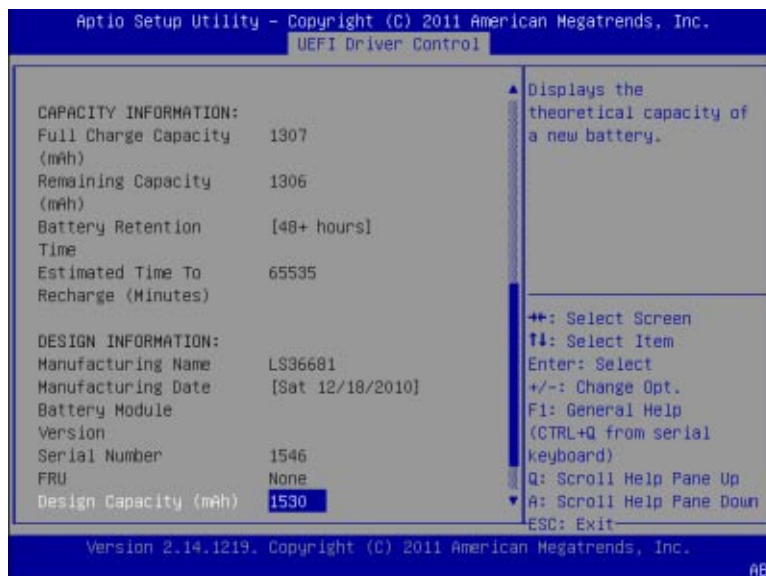 Aptio Setup Utility – Copyright (C) 2011 American Megatrends, Inc.
UEFI Driver Control
CAPACITY INFORMATION:
Full Charge Capacity 1307
(mAh)
Remaining Capacity 1306
(mAh)
Battery Retention [48+ hours]
Time
Estimated Time To 65535
Recharge (Minutes)
DESIGN INFORMATION:
Manufacturing Name LS36681
Manufacturing Date [Sat 12/18/2010]
Battery Module
Version
Serial Number 1546
FRU None
Design Capacity (mAh) 1530
Displays the
theoretical capacity of
a new battery.
→←: Select Screen
↑↓: Select Item
Enter: Select
+/-: Change Opt.
F1: General Help
(CTRL+Q from serial
keyboard)
Q: Scroll Help Pane Up
A: Scroll Help Pane Down
ESC: Exit
Version 2.14.1219. Copyright (C) 2011 American Megatrends, Inc.
AB